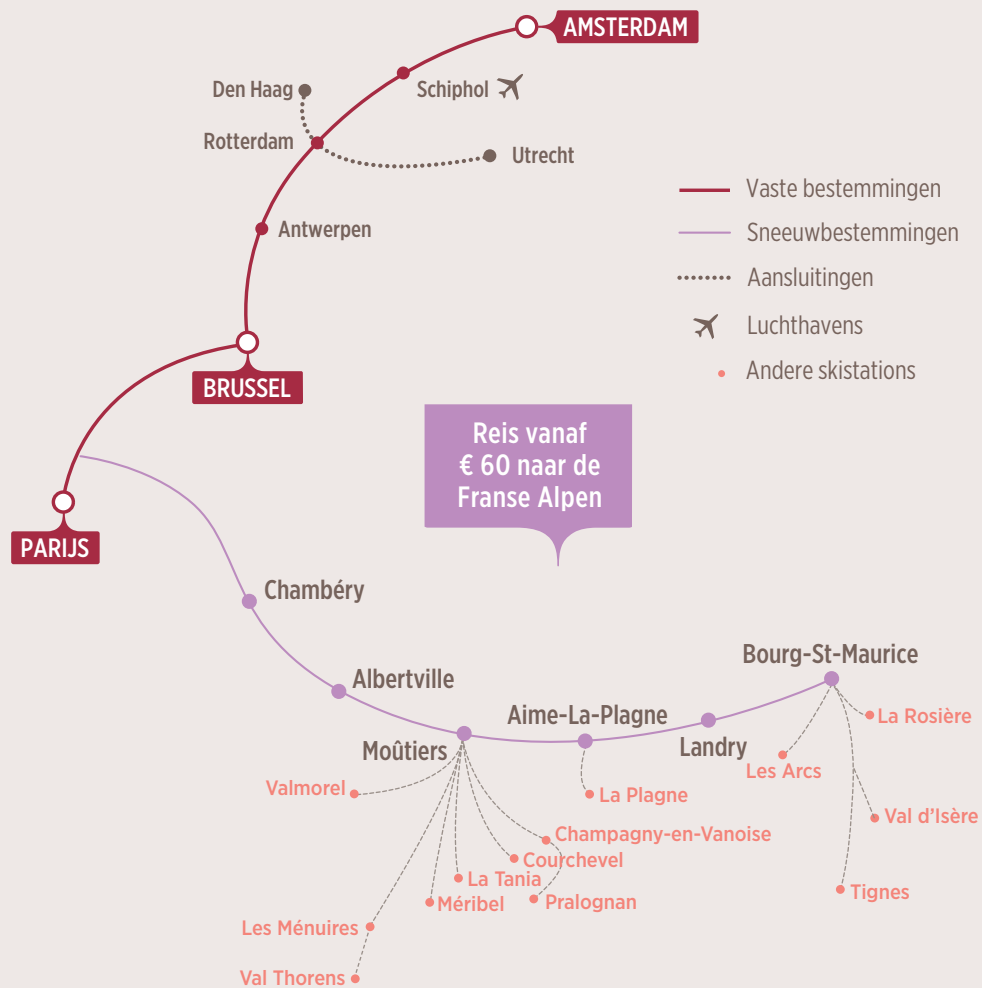 AMSTERDAM
Schiphol
Den Haag
Rotterdam
Utrecht
Antwerpen
Vaste bestemmingen
Sneeuwbestemmingen
Aansluitingen
Luchthavens
Andere skistations
BRUSSEL
Reis vanaf
€ 60 naar de
Franse Alpen
PARIJS
Chambéry
Albertville
Moûtiers
Aime-La-Plagne
Landry
Bourg-St-Maurice
La Rosière
Les Arcs
Val d'Isère
Tignes
La Plagne
Valmorel
Champagny-en-Vanoise
Courchevel
La Tania
Pralognan
Méribel
Les Ménuires
Val Thorens